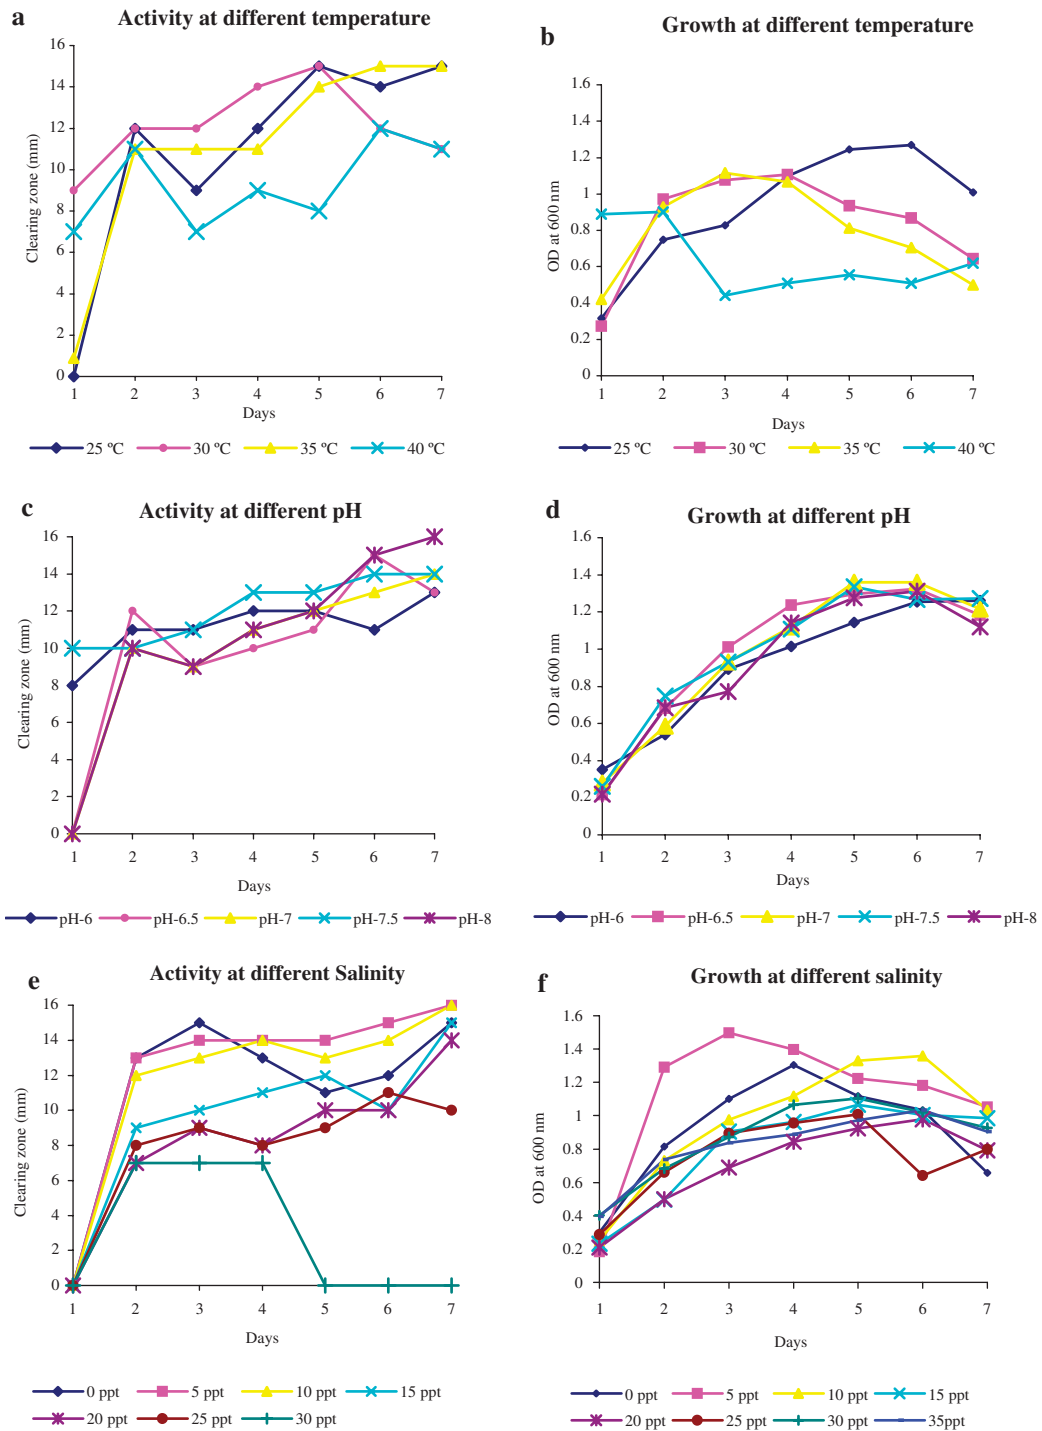 a
Activity at different temperature
16
14
12
10
8
6
4
2
0
Clearing zone (mm)
1 2 3 4 5 6 7
Days
25 ºC 30 ºC 35 ºC 40 ºC
b
Growth at different temperature
1.6
1.4
1.2
1
0.8
0.6
0.4
0.2
0
OD at 600 nm
1 2 3 4 5 6 7
Days
25 ºC 30 ºC 35 ºC 40 ºC
c
Activity at different pH
16
14
12
10
8
6
4
2
0
Clearing zone (mm)
1 2 3 4 5 6 7
Days
pH-6 pH-6.5 pH-7 pH-7.5 pH-8
d
Growth at different pH
1.6
1.4
1.2
1
0.8
0.6
0.4
0.2
0
OD at 600 nm
1 2 3 4 5 6 7
Days
pH-6 pH-6.5 pH-7 pH-7.5 pH-8
e
Activity at different Salinity
16
14
12
10
8
6
4
2
0
Clearing zone (mm)
1 2 3 4 5 6 7
Days
0 ppt 5 ppt 10 ppt 15 ppt
20 ppt 25 ppt 30 ppt
f
Growth at different salinity
1.6
1.4
1.2
1
0.8
0.6
0.4
0.2
0
OD at 600 nm
1 2 3 4 5 6 7
Days
0 ppt 5 ppt 10 ppt 15 ppt
20 ppt 25 ppt 30 ppt 35ppt